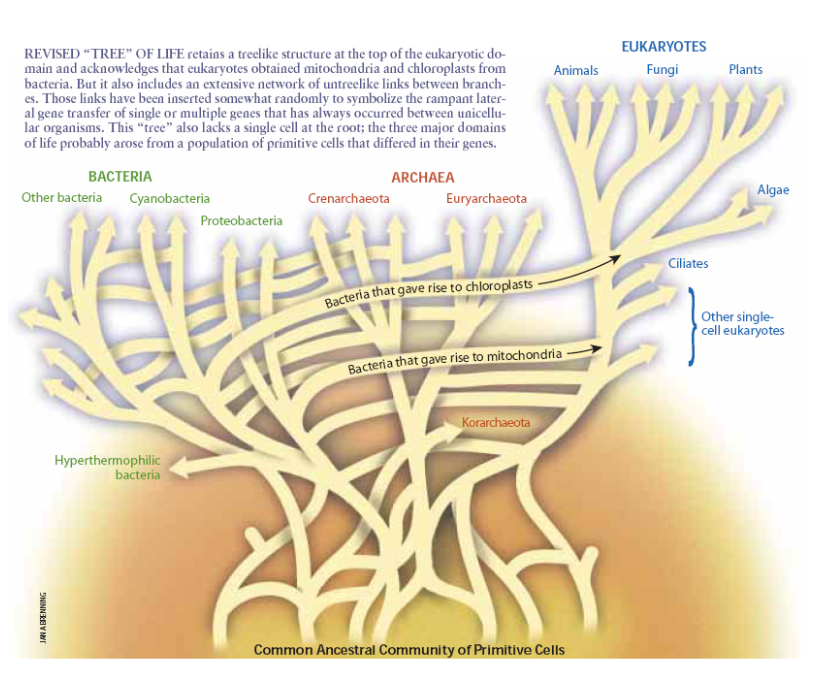 REVISED “TREE” OF LIFE retains a treelike structure at the top of the eukaryotic do-
main and acknowledges that eukaryotes obtained mitochondria and chloroplasts from
bacteria. But it also includes an extensive network of untreelike links between branch-
es. Those links have been inserted somewhat randomly to symbolize the rampant later-
al gene transfer of single or multiple genes that has always occurred between unicellu-
lar organisms. This “tree” also lacks a single cell at the root; the three major domains
of life probably arose from a population of primitive cells that differed in their genes.
EUKARYOTES
Animals
Fungi
Plants
Algae
BACTERIA
Other bacteria
Cyanobacteria
Proteobacteria
ARCHAEA
Crenarchaeota
Euryarchaeota
Ciliates
Other single-
cell eukaryotes
Bacteria that gave rise to chloroplasts
Bacteria that gave rise to mitochondria
Korarchaeota
Hyperthermophilic
bacteria
Common Ancestral Community of Primitive Cells